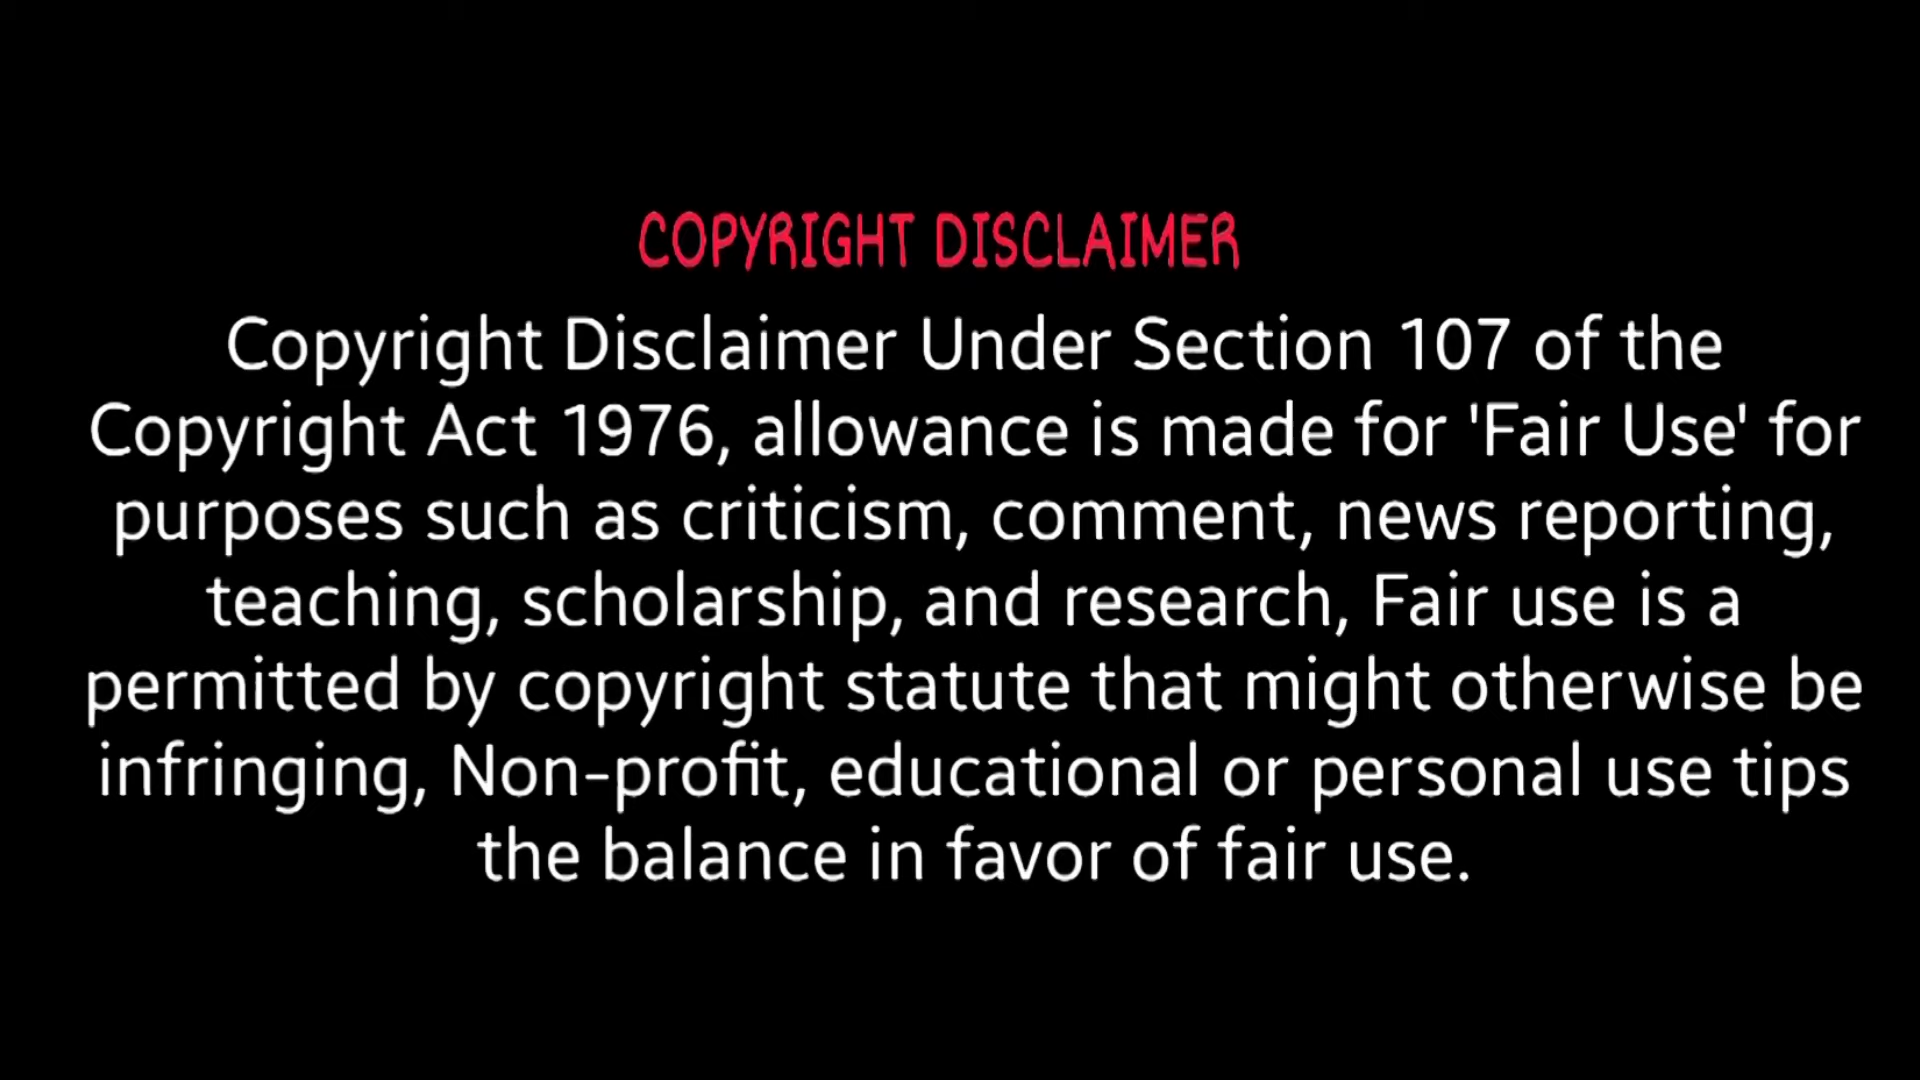 COPYRIGHT DISCLAIMER
Copyright Disclaimer Under Section 107 of the
Copyright Act 1976, allowance is made for 'Fair Use' for
purposes such as criticism, comment, news reporting,
teaching, scholarship, and research, Fair use is a
permitted by copyright statute that might otherwise be
infringing, Non-profit, educational or personal use tips
the balance in favor of fair use.